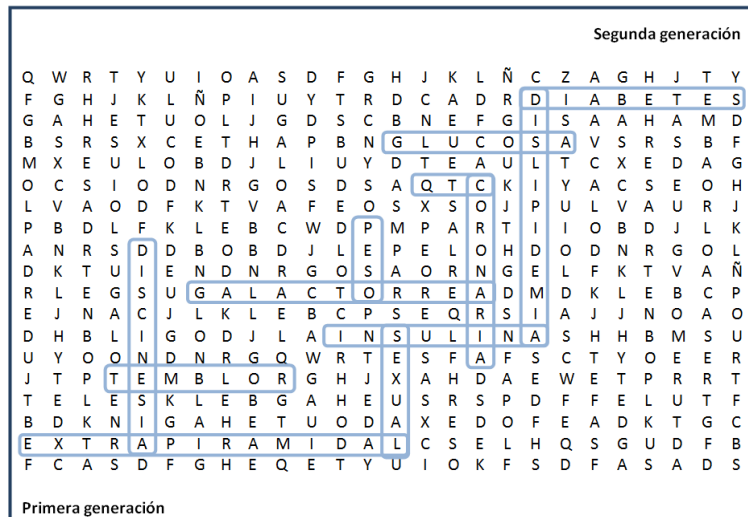 Segunda generación
Q W R T Y U I O A S D F G H J K L Ñ C Z A G H J T Y
F G H J K L Ñ P I U Y T R D C A D R D I A B E T E S
G A H E T U O L J G D S C B N E F G I S A A H A M D
B S R S X C E T H A P B N G L U C O S A V S R S B F
M X E U L O B D J L I U Y D T E A U L T C X E D A G
O C S I O D N R G O S D S A Q T C K I Y A C S E O H
L V A O D F K T V A F E O S X S O J P U L V A U R J
P B D L F K L E B C W D P M P A R T I I O B D J L K
A N R S D D B O B D J L E P E L O H D O D N R G O L
D K T U I E N D N R G O S A O R N G E L F K T V A Ñ
R L E G S U G A L A C T O R R E A D M D K L E B C P
E J N A C J L K L E B C P S E Q R S I A J J N O A O
D H B L I G O D J L A I N S U L I N A S H H B M S U
U Y O O N D N R G Q W R T E S F A F S C T Y O E E R
J T P T E M B L O R G H J X A H D A E W E T P R R T
T E L E S K L E B G A H E U S R S P D F F E L U T F
B D K N I G A H E T U O D A X E D O F E A D K T G C
E X T R A P I R A M I D A L C S E L H Q S G U D F B
F C A S D F G H E Q E T Y U I O K F S D F A S A D S
Primera generación